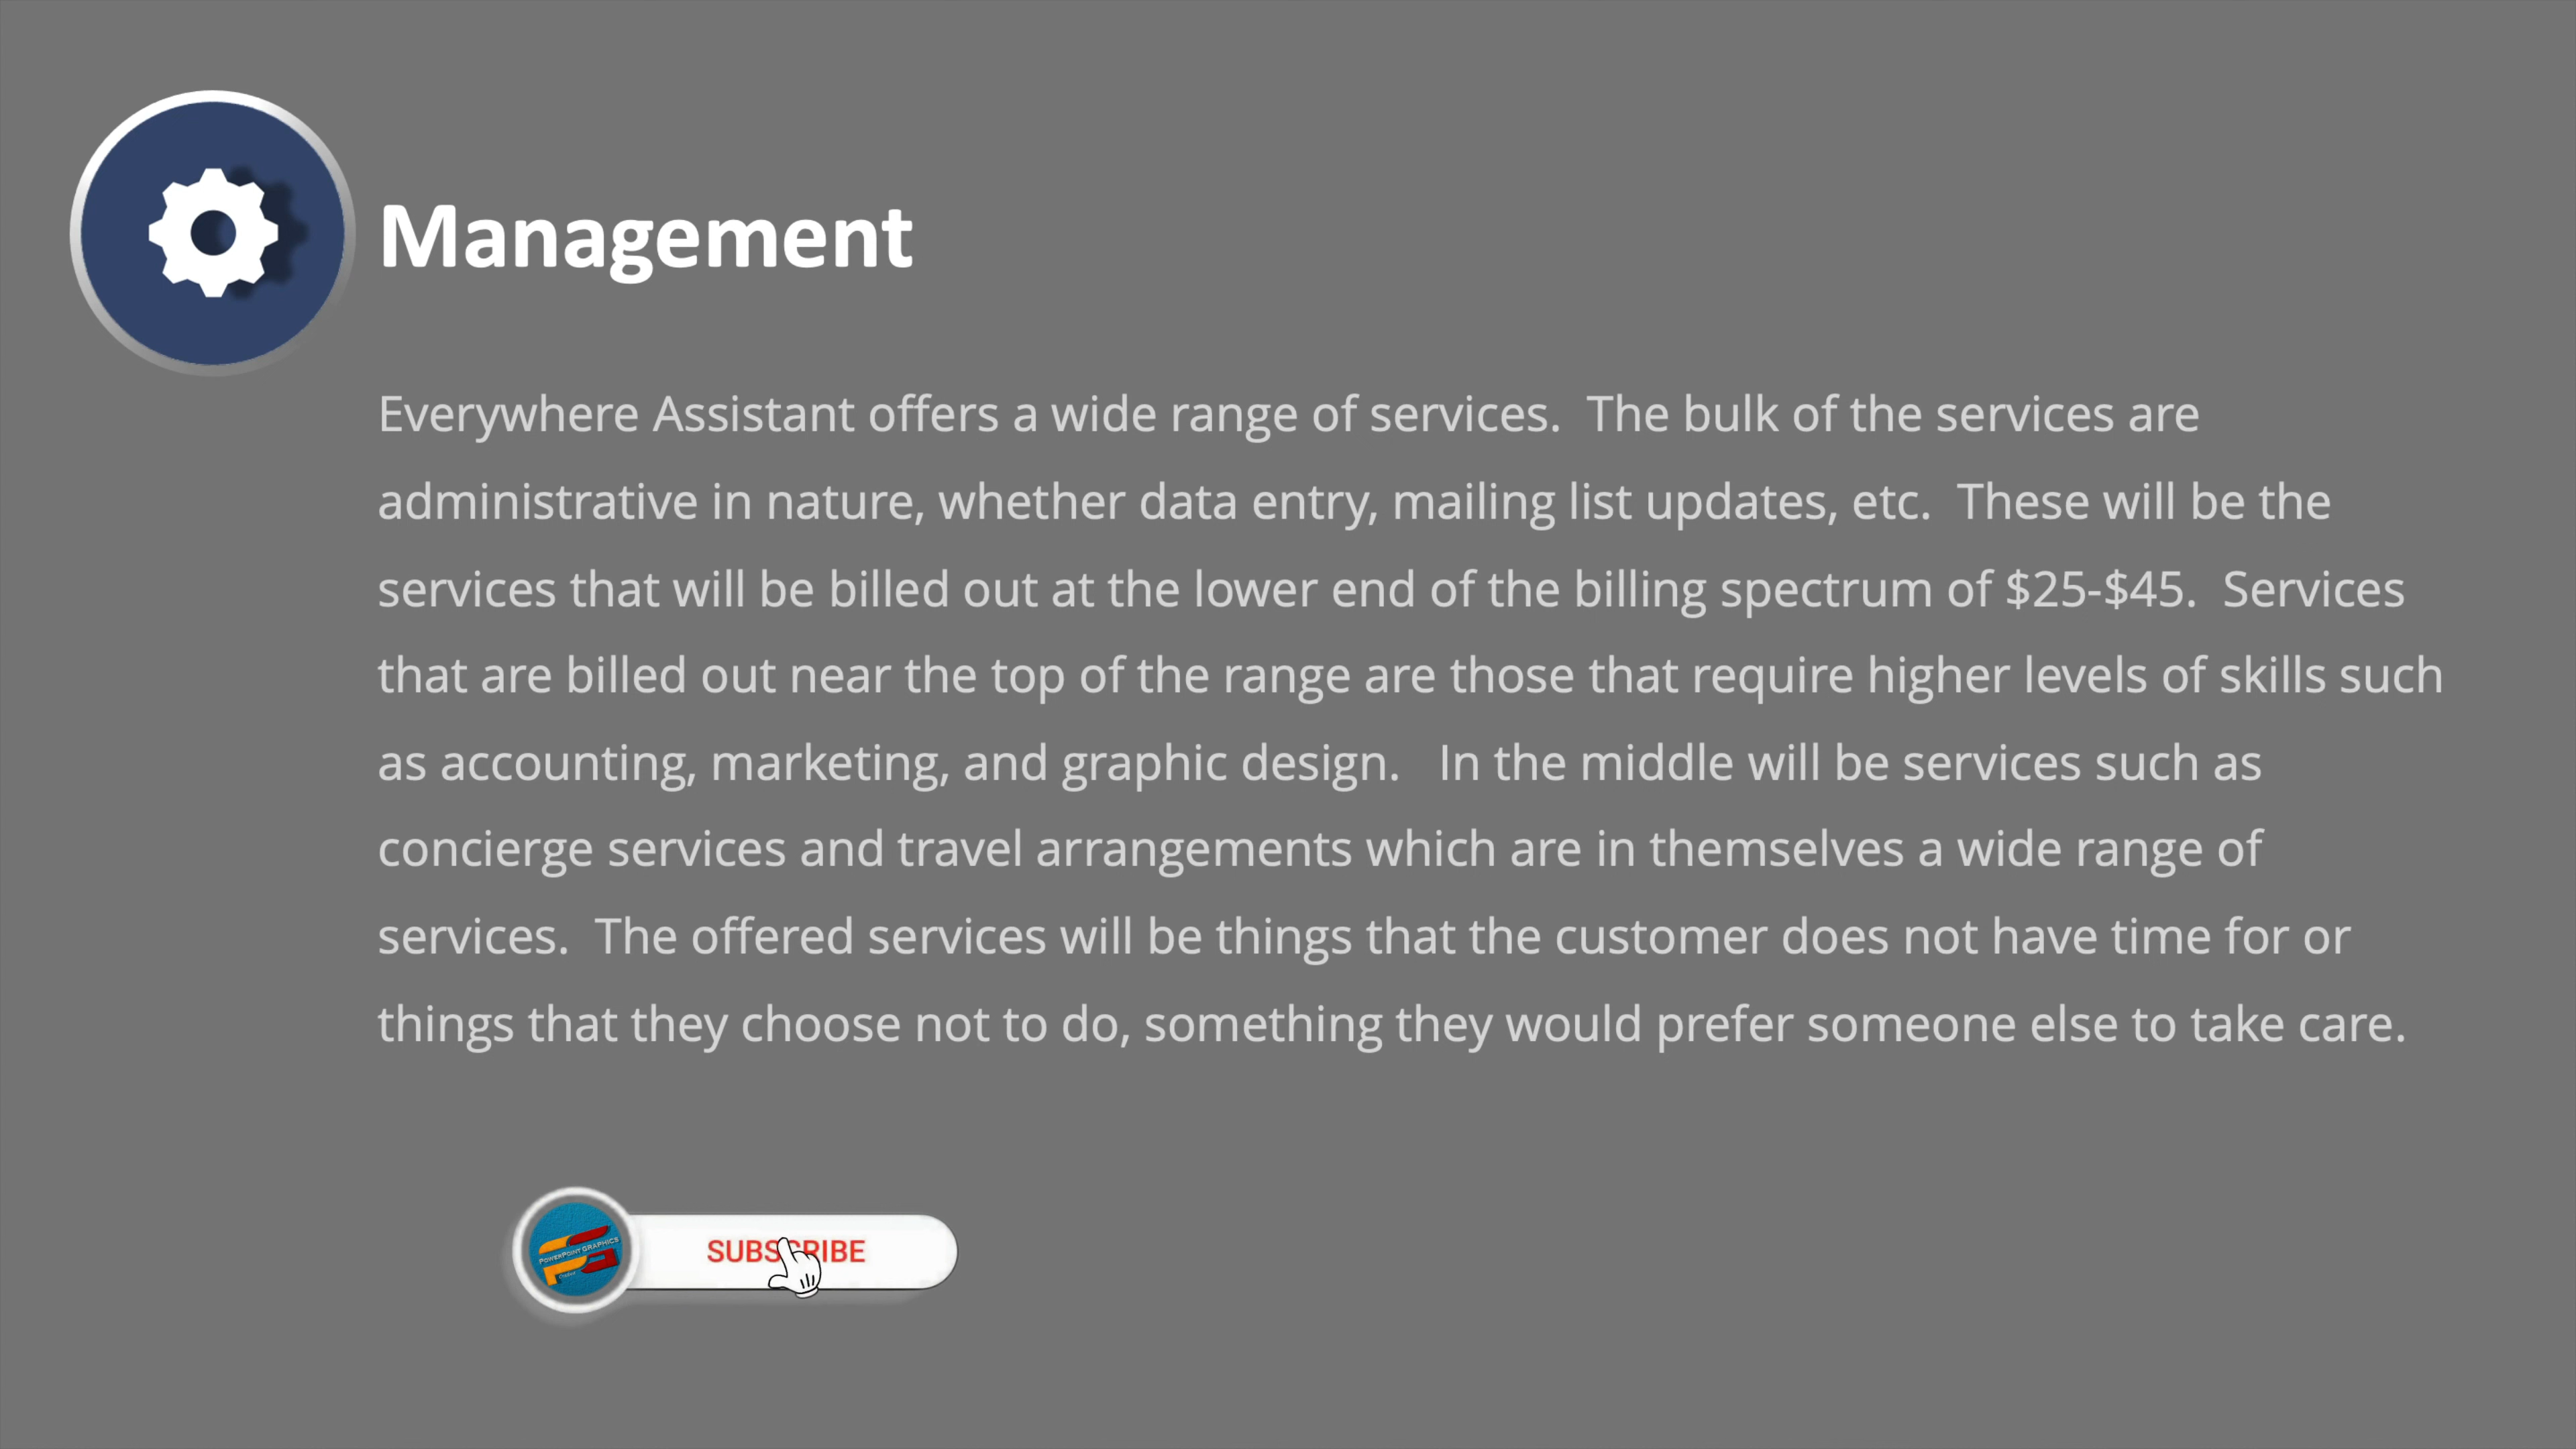 Management
Everywhere Assistant offers a wide range of services.  The bulk of the services are
administrative in nature, whether data entry, mailing list updates, etc.  These will be the
services that will be billed out at the lower end of the billing spectrum of $25-$45.  Services
that are billed out near the top of the range are those that require higher levels of skills such
as accounting, marketing, and graphic design.   In the middle will be services such as
concierge services and travel arrangements which are in themselves a wide range of
services.  The offered services will be things that the customer does not have time for or
things that they choose not to do, something they would prefer someone else to take care.
POWERPOINT GRAPHICS
SUBSCRIBE